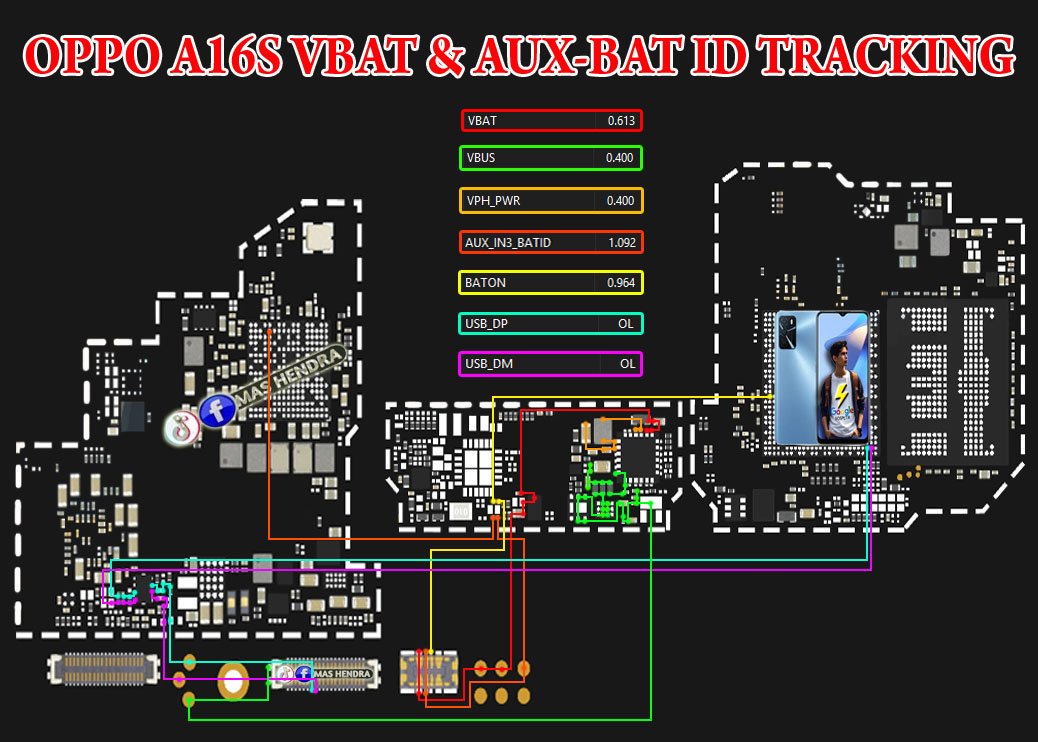 OPPO A16S VBAT & AUX-BAT ID TRACKING
VBAT 0.613
VBUS 0.400
VPH_PWR 0.400
AUX_IN3_BATID 1.092
BATON 0.964
USB_DP OL
USB_DM OL
MAS HENDRA
Google
MAS HENDRA